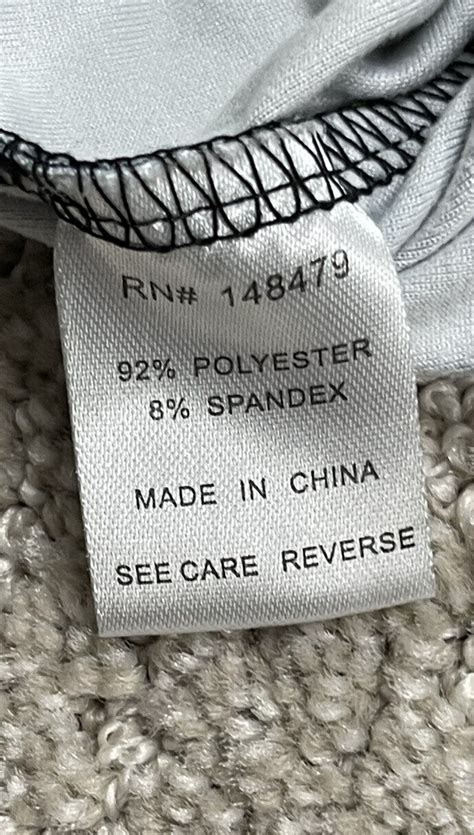 RN# 148479
92% POLYESTER
8% SPANDEX
MADE IN CHINA
SEE CARE REVERSE